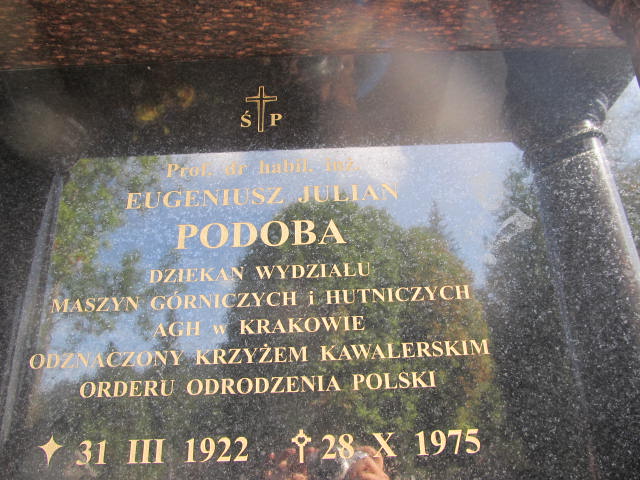 Ś P
Prof. dr habil. inż.
EUGENIUSZ JULIAN
PODOBA
DZIEKAN WYDZIAŁU
MASZYN GÓRNICZYCH i HUTNICZYCH
AGH w KRAKOWIE
ODZNACZONY KRZYŻEM KAWALERSKIM
ORDERU ODRODZENIA POLSKI
31 III 1922 28 X 1975